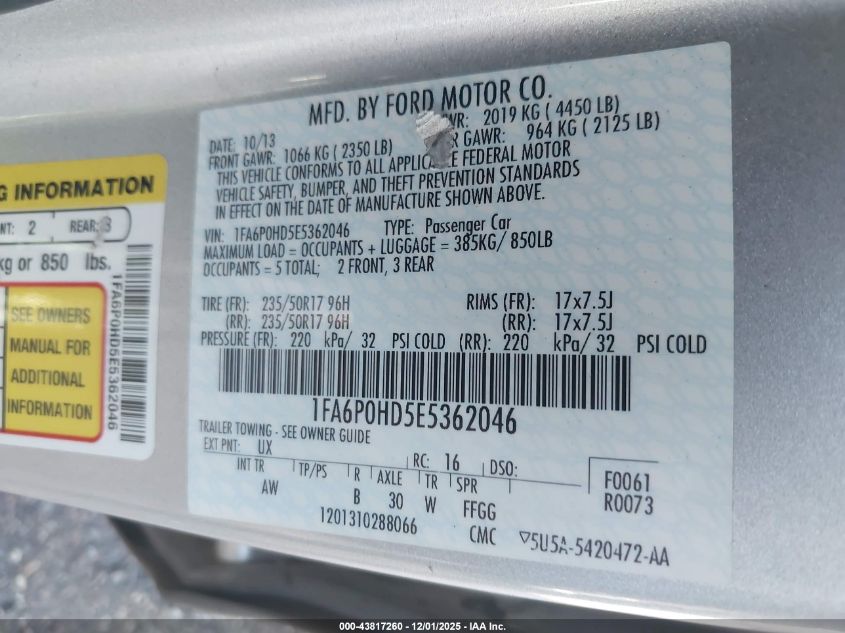 MFD. BY FORD MOTOR CO.
DATE: 10/13 WR: 2019 KG ( 4450 LB)
FRONT GAWR: 1066 KG ( 2350 LB) R GAWR: 964 KG ( 2125 LB)
THIS VEHICLE CONFORMS TO ALL FEDERAL MOTOR
VEHICLE SAFETY, BUMPER, AND THEFT PREVENTION STANDARDS
IN EFFECT ON THE DATE OF MANUFACTURE SHOWN ABOVE.
VIN: 1FA6P0HD5E5362046 TYPE: Passenger Car
MAXIMUM LOAD = OCCUPANTS + LUGGAGE = 385KG/ 850LB
OCCUPANTS = 5 TOTAL; 2 FRONT, 3 REAR
TIRE (FR): 235/50R17 96H RIMS (FR): 17x7.5J
(RR): 235/50R17 96H (RR): 17x7.5J
PRESSURE (FR): 220 kPa/ 32 PSI COLD (RR): 220 kPa/ 32 PSI COLD
1FA6P0HD5E5362046
TRAILER TOWING - SEE OWNER GUIDE
EXT PNT: UX RC: 16 DSO:
INT TR TP/PS R AXLE TR SPR F0061
AW B 30 W FFGG R0073
1201310288066 CMC ▽5U5A-5420472-AA
G INFORMATION
NT: 2 REAR: 3
kg or 850 lbs.
SEE OWNERS
MANUAL FOR
ADDITIONAL
INFORMATION
1FA6P0HD5E5362046
000-43817260 - 12/01/2025 - IAA Inc.